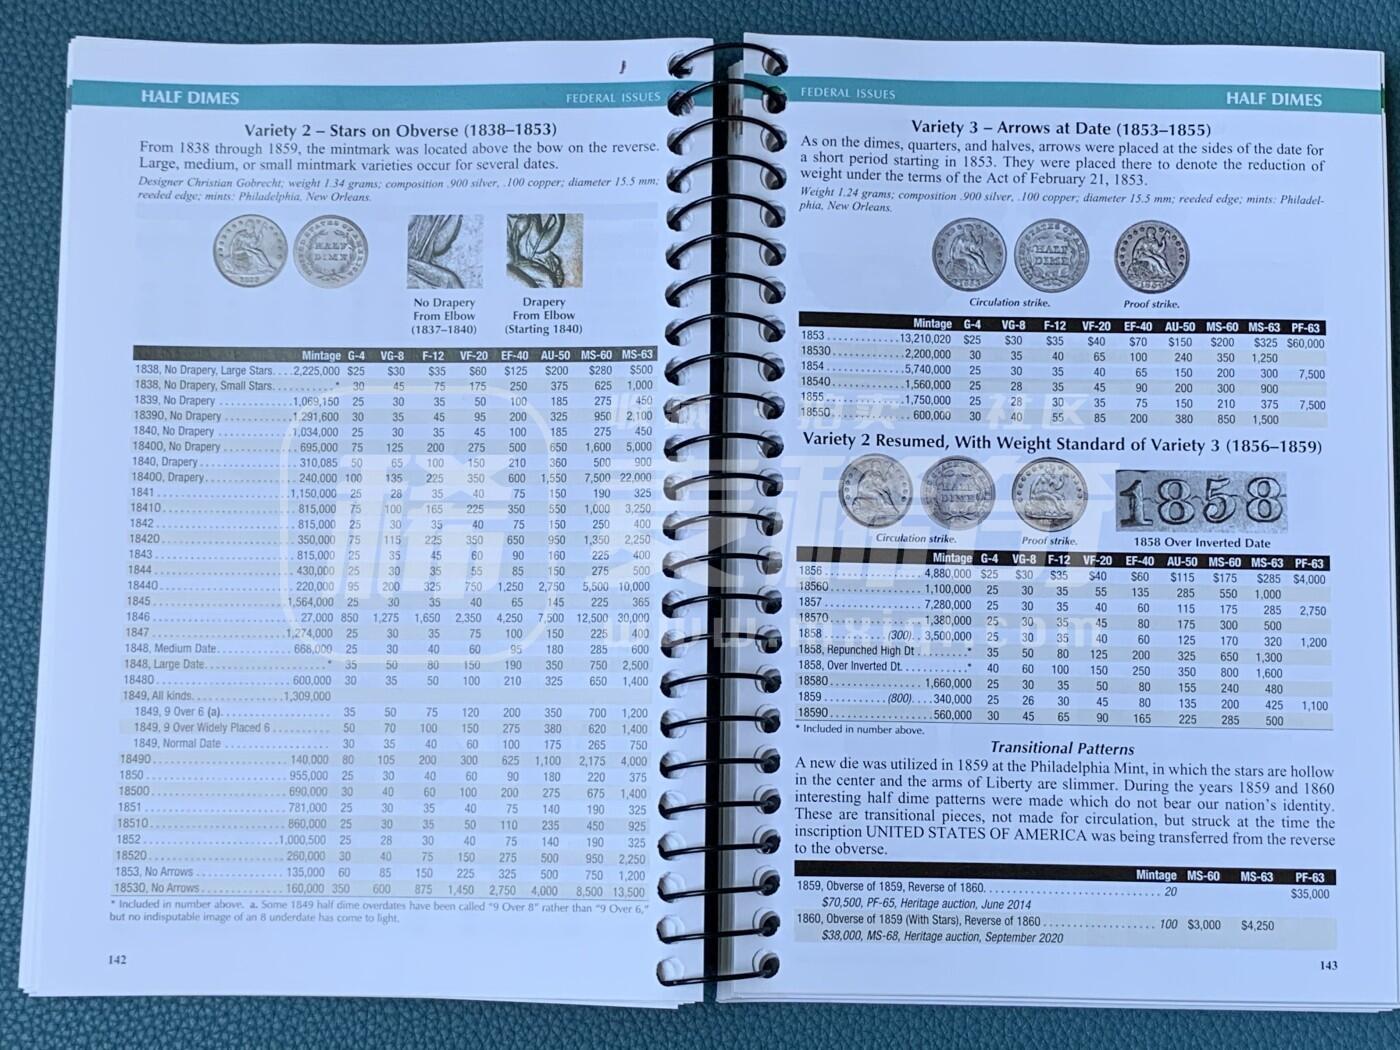 HALF DIMES
FEDERAL ISSUES
Variety 2 – Stars on Obverse (1838–1853)
From 1838 through 1859, the mintmark was located above the bow on the reverse.
Large, medium, or small mintmark varieties occur for several dates.
Designer Christian Gobrecht; weight 1.34 grams; composition .900 silver, .100 copper; diameter 15.5 mm;
reeded edge; mints: Philadelphia, New Orleans.
No Drapery From Elbow (1837–1840)
Drapery From Elbow (Starting 1840)
Mintage G-4 VG-8 F-12 VF-20 EF-40 AU-50 MS-60 MS-63
1838, No Drapery, Large Stars. . . .2,225,000 $25 $30 $35 $60 $125 $200 $280 $500
1838, No Drapery, Small Stars. . . . . . . . . .* 30 45 75 175 250 375 625 1,000
1839, No Drapery . . . . . . . . . . . .1,069,150 25 30 35 50 100 185 275 450
1839O, No Drapery . . . . . . . . . . .1,291,600 30 35 45 95 200 325 950 2,100
1840, No Drapery . . . . . . . . . . . .1,034,000 25 30 35 45 100 185 275 450
1840O, No Drapery . . . . . . . . . . . .695,000 75 125 200 275 500 650 1,600 5,000
1840, Drapery . . . . . . . . . . . . . . .310,085 50 65 100 150 210 360 500 900
1840O, Drapery. . . . . . . . . . . . . . .240,000 100 135 225 350 600 1,550 7,500 22,000
1841 . . . . . . . . . . . . . . . . . . . .1,150,000 25 28 35 40 75 150 190 325
1841O . . . . . . . . . . . . . . . . . . . .815,000 75 100 165 225 350 550 1,000 3,250
1842 . . . . . . . . . . . . . . . . . . . . .815,000 25 30 35 40 75 150 250 400
1842O . . . . . . . . . . . . . . . . . . . .350,000 75 115 225 350 650 950 1,350 2,250
1843 . . . . . . . . . . . . . . . . . . . . .815,000 25 35 45 60 90 160 225 400
1844 . . . . . . . . . . . . . . . . . . . . .430,000 25 30 35 55 85 150 275 500
1844O . . . . . . . . . . . . . . . . . . . .220,000 95 200 325 750 1,250 2,750 5,500 10,000
1845 . . . . . . . . . . . . . . . . . . . .1,564,000 25 30 35 40 65 145 225 365
1846 . . . . . . . . . . . . . . . . . . . . . .27,000 850 1,275 1,650 2,350 4,250 7,500 12,500 30,000
1847 . . . . . . . . . . . . . . . . . . . .1,274,000 25 30 35 75 100 150 225 400
1848, Medium Date. . . . . . . . . . . .668,000 25 30 40 60 95 180 285 600
1848, Large Date. . . . . . . . . . . . . . . . . .* 35 50 80 150 190 350 750 2,500
1848O . . . . . . . . . . . . . . . . . . . .600,000 30 35 50 100 210 325 650 1,400
1849, All kinds. . . . . . . . . . . . . . .1,309,000
1849, 9 Over 6 (a). . . . . . . . . . . . . . . . 35 50 75 120 200 350 700 1,200
1849, 9 Over Widely Placed 6 . . . . . . . . 50 70 100 150 275 380 620 1,400
1849, Normal Date . . . . . . . . . . . . . . . 30 35 40 60 100 175 265 750
1849O . . . . . . . . . . . . . . . . . . . .140,000 80 105 200 300 625 1,100 2,175 4,000
1850 . . . . . . . . . . . . . . . . . . . . .955,000 25 30 40 60 90 180 220 375
1850O . . . . . . . . . . . . . . . . . . . .690,000 30 40 60 100 200 275 675 1,400
1851 . . . . . . . . . . . . . . . . . . . . .781,000 25 30 35 40 75 140 190 325
1851O . . . . . . . . . . . . . . . . . . . .860,000 25 30 35 50 110 235 450 925
1852 . . . . . . . . . . . . . . . . . . . .1,000,500 25 28 30 40 75 140 190 325
1852O . . . . . . . . . . . . . . . . . . . .260,000 30 40 75 150 275 500 950 2,250
1853, No Arrows . . . . . . . . . . . . .135,000 60 85 150 225 325 500 750 1,200
1853O, No Arrows . . . . . . . . . . . .160,000 350 600 875 1,450 2,750 4,000 8,500 13,500
* Included in number above. a. Some 1849 half dime overdates have been called "9 Over 8" rather than "9 Over 6,"
but no indisputable image of an 8 underdate has come to light.
142
FEDERAL ISSUES
HALF DIMES
Variety 3 – Arrows at Date (1853–1855)
As on the dimes, quarters, and halves, arrows were placed at the sides of the date for
a short period starting in 1853. They were placed there to denote the reduction of
weight under the terms of the Act of February 21, 1853.
Weight 1.24 grams; composition .900 silver, .100 copper; diameter 15.5 mm; reeded edge; mints: Philadel-
phia, New Orleans.
Circulation strike.
Proof strike.
Mintage G-4 VG-8 F-12 VF-20 EF-40 AU-50 MS-60 MS-63 PF-63
1853 . . . . . . . . . . . .13,210,020 $25 $30 $35 $40 $70 $150 $200 $325 $60,000
1853O . . . . . . . . . . . .2,200,000 30 35 40 65 100 240 350 1,250
1854 . . . . . . . . . . . . .5,740,000 25 30 35 40 65 150 200 300 7,500
1854O . . . . . . . . . . . .1,560,000 25 28 35 45 90 200 300 900
1855 . . . . . . . . . . . . .1,750,000 25 28 30 35 75 150 210 375 7,500
1855O . . . . . . . . . . . . .600,000 30 40 55 85 200 380 850 1,500
Variety 2 Resumed, With Weight Standard of Variety 3 (1856–1859)
1858
Circulation strike.
Proof strike.
1858 Over Inverted Date
Mintage G-4 VG-8 F-12 VF-20 EF-40 AU-50 MS-60 MS-63 PF-63
1856 . . . . . . . . . . . . . . . . 4,880,000 $25 $30 $35 $40 $60 $115 $175 $285 $4,000
1856O . . . . . . . . . . . . . . . 1,100,000 25 30 35 55 135 285 550 1,000
1857 . . . . . . . . . . . . . . . . 7,280,000 25 30 35 40 60 115 175 285 2,750
1857O . . . . . . . . . . . . . . . 1,380,000 25 30 35 45 80 175 300 500
1858 . . . . . . . . . . . (300). . 3,500,000 25 30 35 40 60 125 170 320 1,200
1858, Repunched High Dt . . . . . . . . . .* 35 50 80 125 200 325 650 1,300
1858, Over Inverted Dt. . . . . . . . . . . . .* 40 60 100 150 250 350 800 1,600
1858O . . . . . . . . . . . . . . . 1,660,000 25 30 35 50 80 155 240 480
1859 . . . . . . . . . . . (800). . . 340,000 25 26 30 45 80 135 200 425 1,100
1859O . . . . . . . . . . . . . . . . 560,000 30 45 65 90 165 225 285 500
* Included in number above.
Transitional Patterns
A new die was utilized in 1859 at the Philadelphia Mint, in which the stars are hollow
in the center and the arms of Liberty are slimmer. During the years 1859 and 1860
interesting half dime patterns were made which do not bear our nation's identity.
These are transitional pieces, not made for circulation, but struck at the time the
inscription UNITED STATES OF AMERICA was being transferred from the reverse
to the obverse.
Mintage MS-60 MS-63 PF-63
1859, Obverse of 1859, Reverse of 1860. . . . . . . . . . . . . . . . . . . . . . . . . . . 20 $35,000
$70,500, PF-65, Heritage auction, June 2014
1860, Obverse of 1859 (With Stars), Reverse of 1860 . . . . . . . . . . . . . . . . . 100 $3,000 $4,250
$38,000, MS-68, Heritage auction, September 2020
143